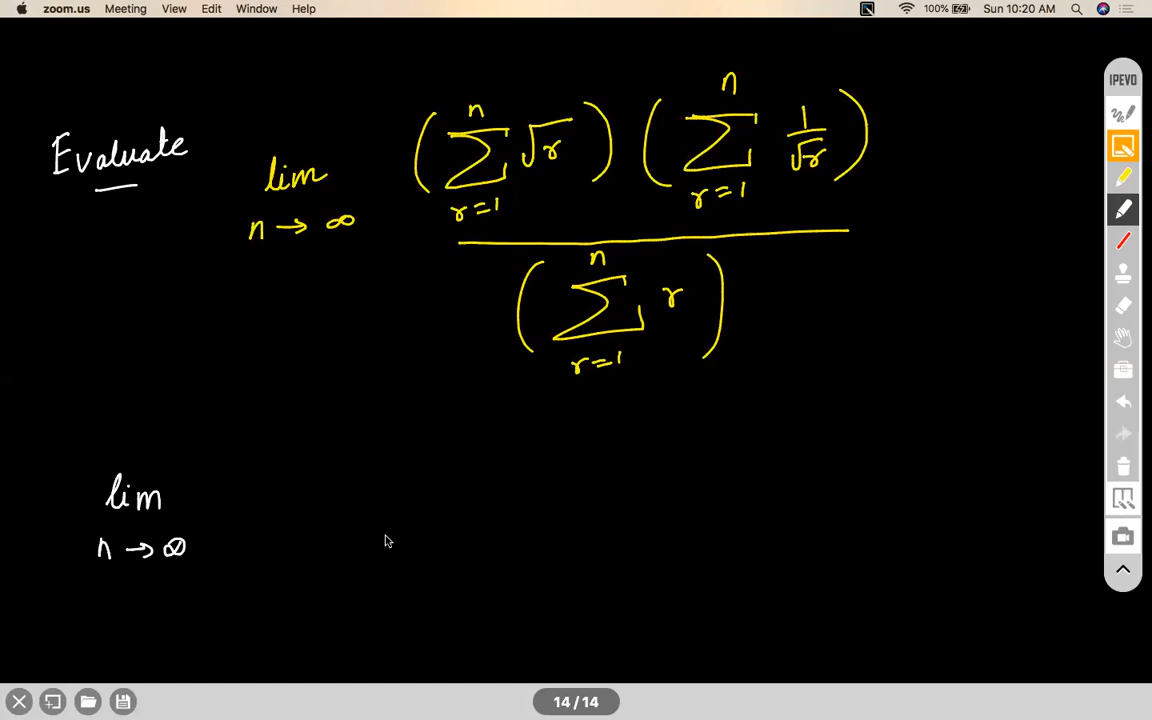 zoom.us Meeting View Edit Window Help 100% Sun 10:20 AM
IPEVO
Evaluate lim n → ∞ ( n ∑ r=1 √r ) ( n ∑ r=1 1/√r )
( n ∑ r=1 r )
lim
n → ∞
14/14